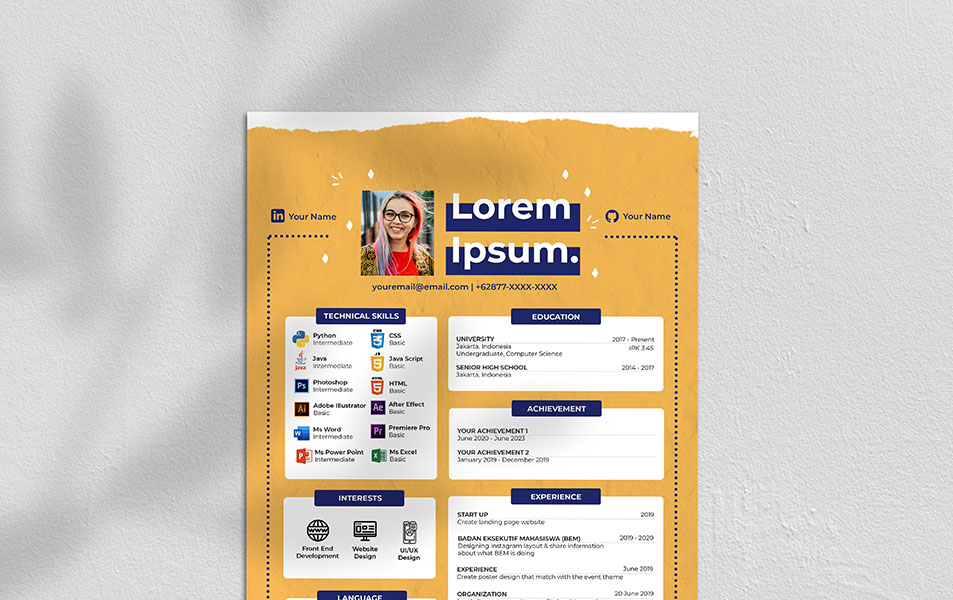 Lorem
Ipsum.
in Your Name
Your Name
youremail@email.com | +62877-XXXX-XXXX
TECHNICAL SKILLS
Python
Intermediate
CSS
Basic
Java
Intermediate
Java Script
Basic
Ps
Photoshop
Intermediate
HTML
Basic
Ai
Adobe Illustrator
Basic
Ae
After Effect
Basic
Ms Word
Intermediate
Pr
Premiere Pro
Basic
Ms Power Point
Intermediate
Ms Excel
Basic
INTERESTS
Front End
Development
Website
Design
UI/UX
Design
LANGUAGE
EDUCATION
UNIVERSITY 2017 - Present
Jakarta, Indonesia IPK 3.45
Undergraduate, Computer Science
SENIOR HIGH SCHOOL 2014 - 2017
Jakarta, Indonesia
ACHIEVEMENT
YOUR ACHIEVEMENT 1
June 2020 - June 2023
YOUR ACHIEVEMENT 2
January 2019 - December 2019
EXPERIENCE
START UP 2019
Create landing page website
BADAN EKSEKUTIF MAHASISWA (BEM) 2019 - 2020
Designing instagram layout & share information
about what BEM is doing
EXPERIENCE June 2019
Create poster design that match with the event theme
ORGANIZATION 20 June 2019